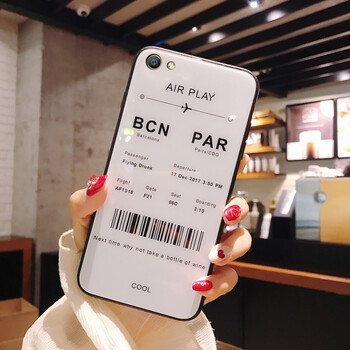 AIR PLAY
BCN PAR
Barcelona Paris/CDG
Passenger Departure
Flying Drunk 17 Dec 2017 3:50 PM
Flight Gate Seat Boarding
AF1318 F21 06C 3:10
Next time, why not take a bottle of wine
COOL